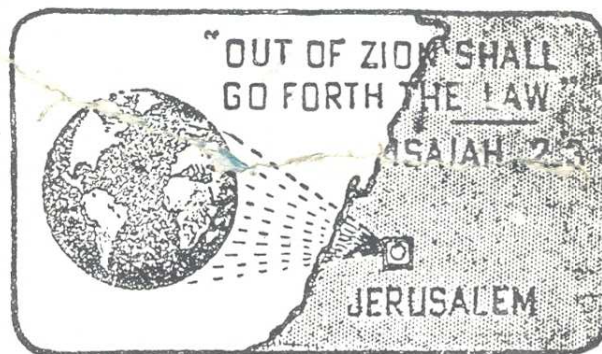 "OUT OF ZION SHALL
GO FORTH THE LAW"
ISAIAH 2:3
JERUSALEM